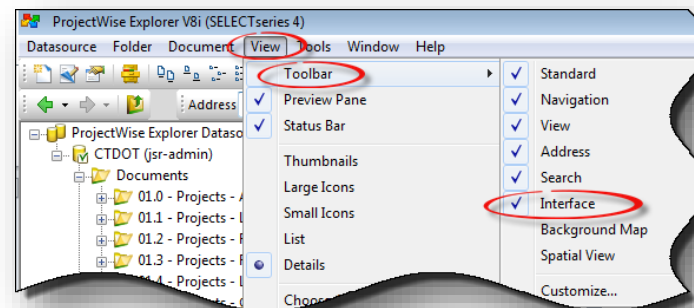 ProjectWise Explorer V8i (SELECTseries 4)
Datasource Folder Document View Tools Window Help
Address
ProjectWise Explorer Dataso
CTDOT (jsr-admin)
Documents
01.0 - Projects -
01.1 - Projects -
01.2 - Projects -
01.3 - Projects -
- Projects -
Toolbar
Preview Pane
Status Bar
Thumbnails
Large Icons
Small Icons
List
Details
Choose
Standard
Navigation
View
Address
Search
Interface
Background Map
Spatial View
Customize...